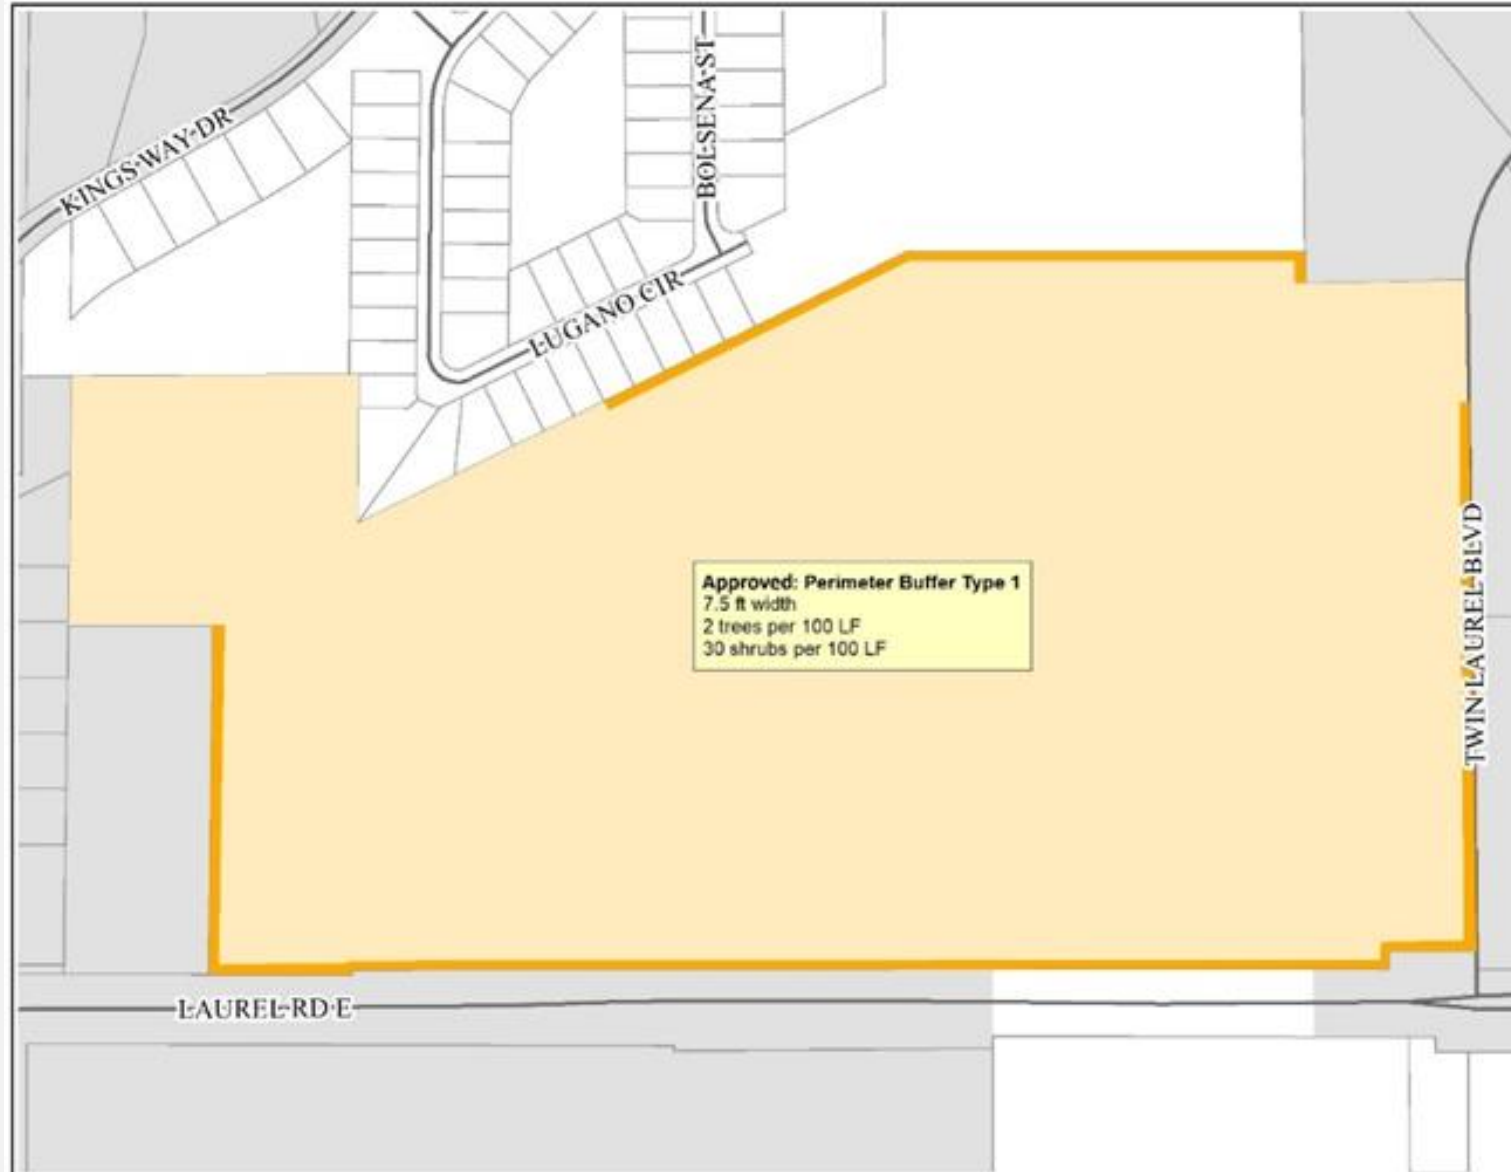 KINGS WAY DR
BOLSENA ST
LUGANO CIR
Approved: Perimeter Buffer Type 1
7.5 ft width
2 trees per 100 LF
30 shrubs per 100 LF
TWIN LAUREL BLVD
LAUREL RD E